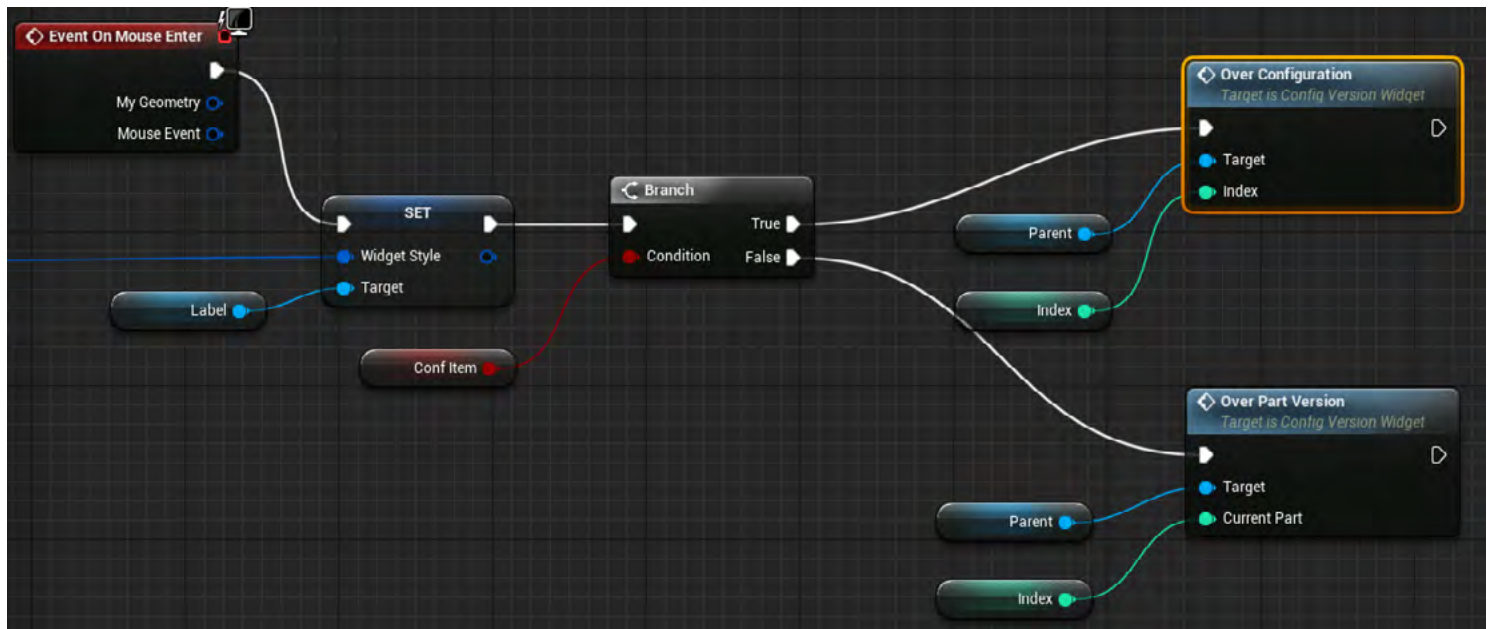 Event On Mouse Enter
My Geometry
Mouse Event
SET
Widget Style
Target
Label
Conf Item
Branch
True
Condition
False
Over Configuration
Target is Config Version Widget
Target
Index
Parent
Index
Over Part Version
Target is Config Version Widget
Target
Current Part
Parent
Index